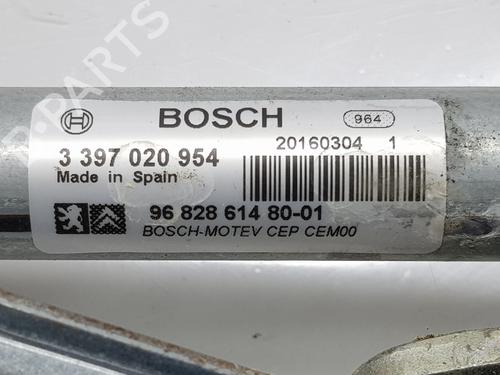 BOSCH
964
3 397 020 954
20160304 1
Made in Spain
96 828 614 80-01
BOSCH-MOTEV CEP CEM00
B-PARTS